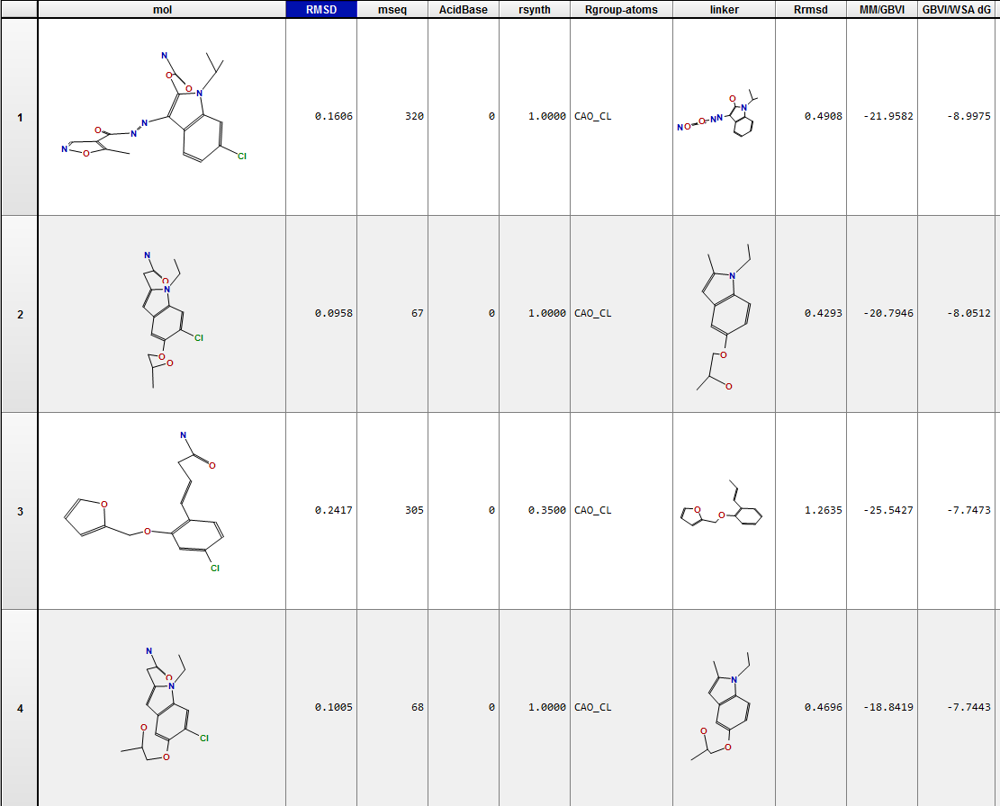 mol RMSD mseq AcidBase rsynth Rgroup-atoms linker Rrmsd MM/GBVI GBVI/WSA dG
N
O
O N
N
O N
N O
Cl
1 0.1606 320 0 1.0000 CAO_CL 0.4908 -21.9582 -8.9975
O
N
N O O N N
N
O
N
Cl
O
O
2 0.0958 67 0 1.0000 CAO_CL 0.4293 -20.7946 -8.0512
N
O
O
N
O
O
O
Cl
3 0.2417 305 0 0.3500 CAO_CL 1.2635 -25.5427 -7.7473
O
O
N
O
N
O
Cl
O
4 0.1005 68 0 1.0000 CAO_CL 0.4696 -18.8419 -7.7443
N
O
O